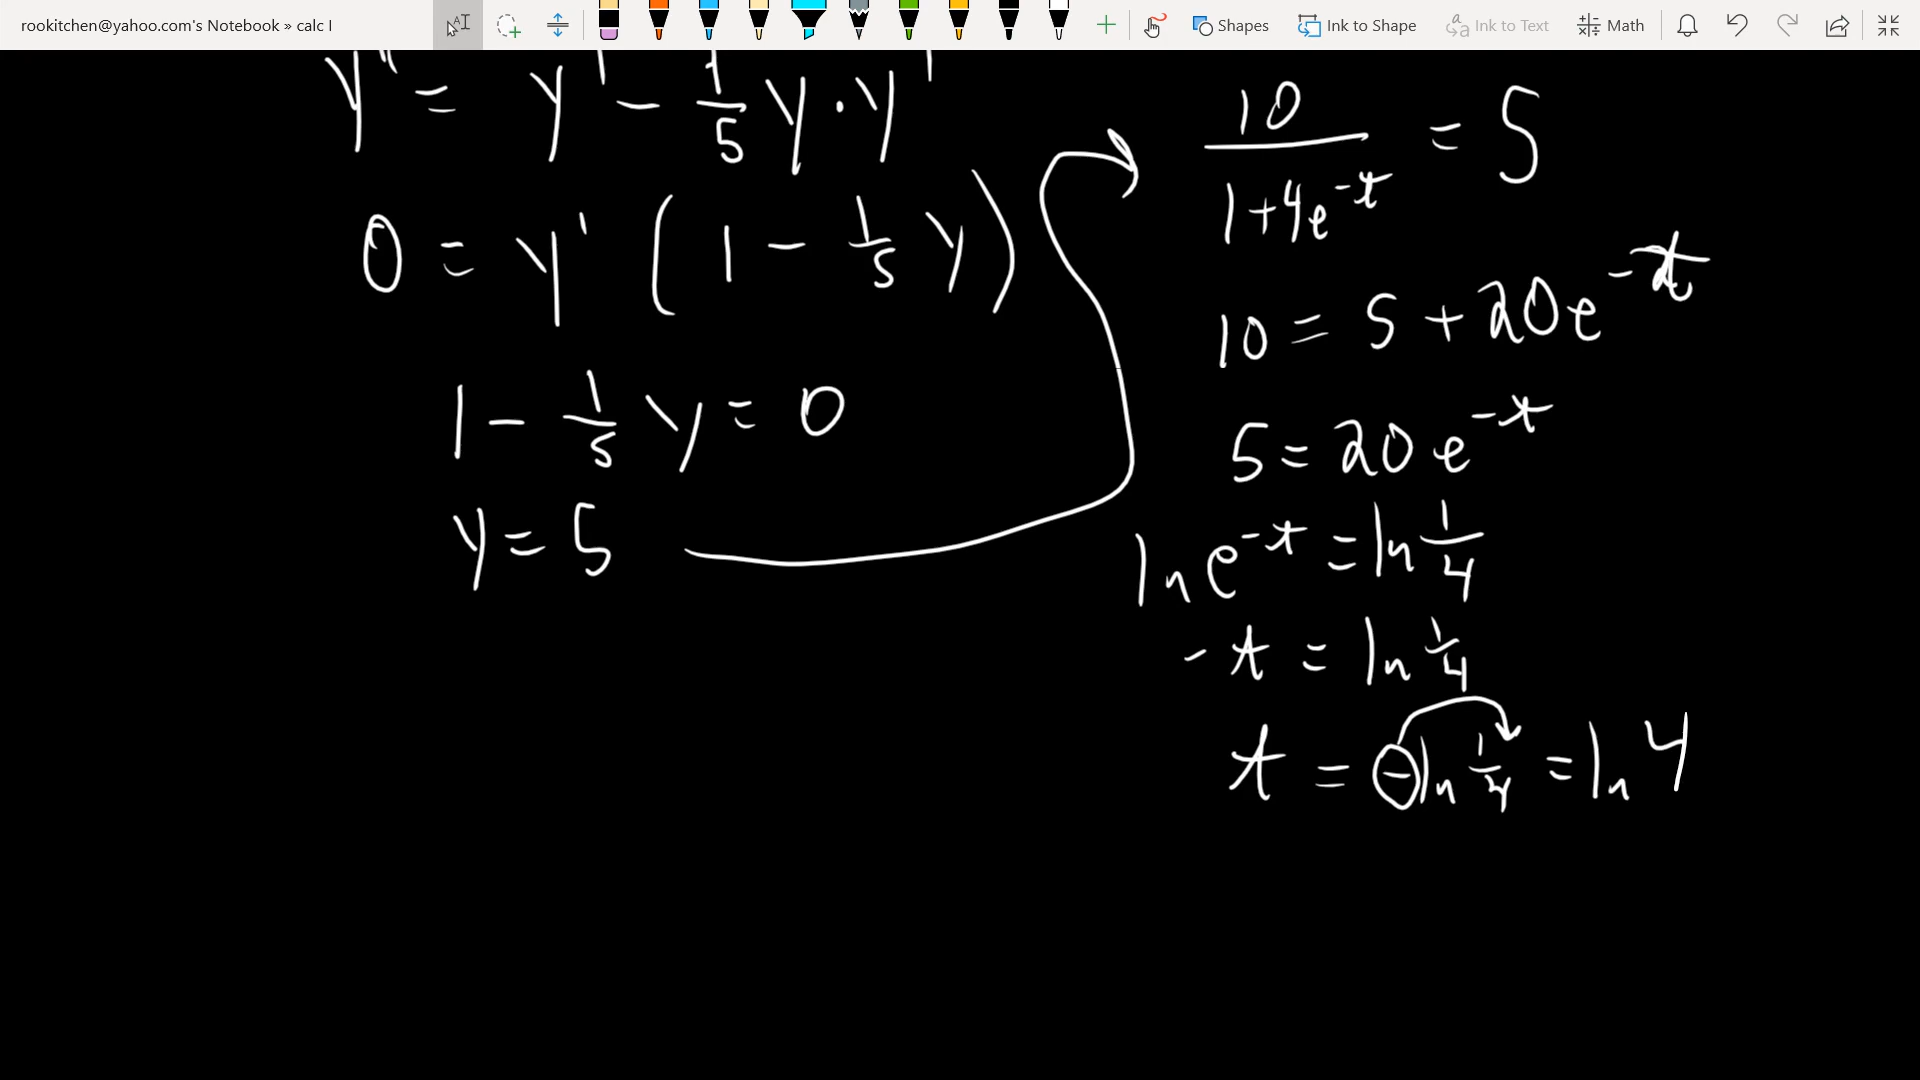 rookitchen@yahoo.com's Notebook » calc I
Shapes
Ink to Shape
Ink to Text
Math
y'' = y' - 1/5 y · y'
0 = y' ( 1 - 1/5 y )
1 - 1/5 y = 0
y = 5
10/(1+4e^-t) = 5
10 = 5 + 20e^-t
5 = 20e^-t
ln e^-t = ln 1/4
-t = ln 1/4
t = -ln 1/4 = ln 4